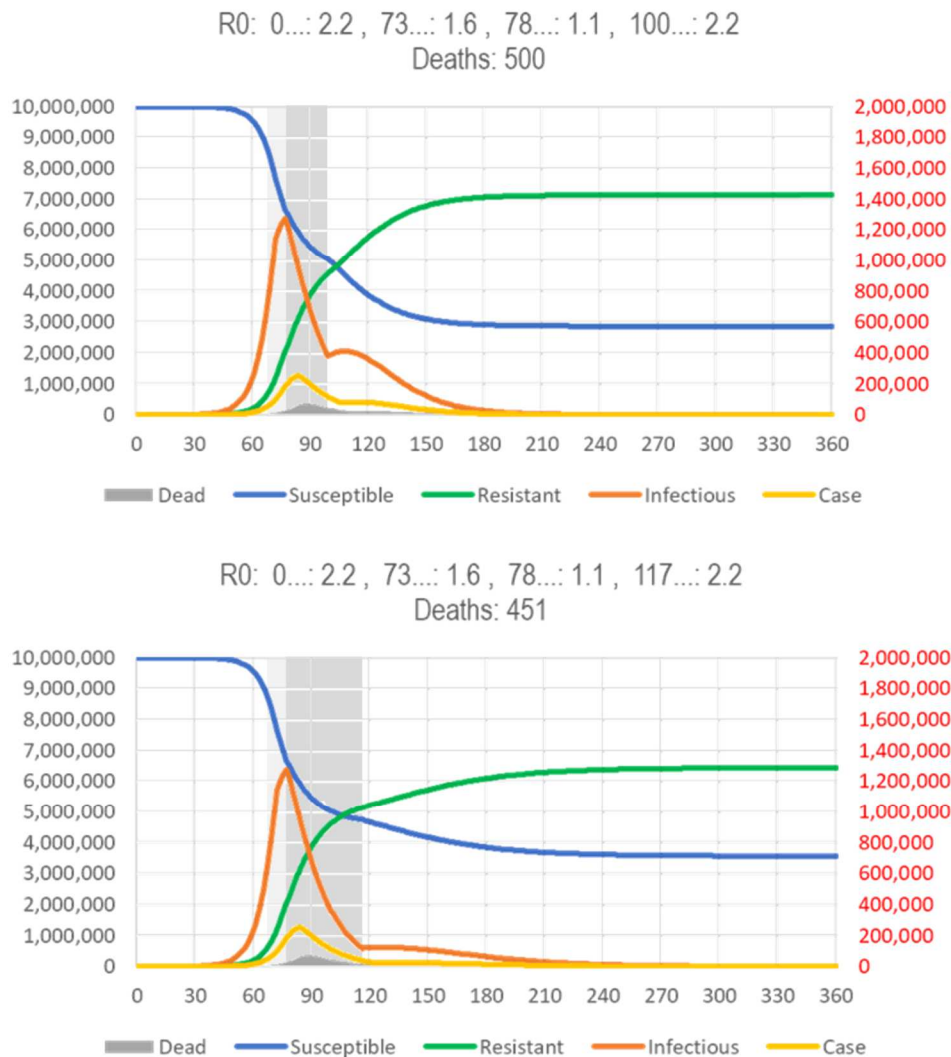 R0: 0...: 2.2 , 73...: 1.6 , 78...: 1.1 , 100...: 2.2
Deaths: 500
10,000,000 2,000,000
9,000,000 1,800,000
8,000,000 1,600,000
7,000,000 1,400,000
6,000,000 1,200,000
5,000,000 1,000,000
4,000,000 800,000
3,000,000 600,000
2,000,000 400,000
1,000,000 200,000
0 0
0 30 60 90 120 150 180 210 240 270 300 330 360
Dead Susceptible Resistant Infectious Case
R0: 0...: 2.2 , 73...: 1.6 , 78...: 1.1 , 117...: 2.2
Deaths: 451
10,000,000 2,000,000
9,000,000 1,800,000
8,000,000 1,600,000
7,000,000 1,400,000
6,000,000 1,200,000
5,000,000 1,000,000
4,000,000 800,000
3,000,000 600,000
2,000,000 400,000
1,000,000 200,000
0 0
0 30 60 90 120 150 180 210 240 270 300 330 360
Dead Susceptible Resistant Infectious Case